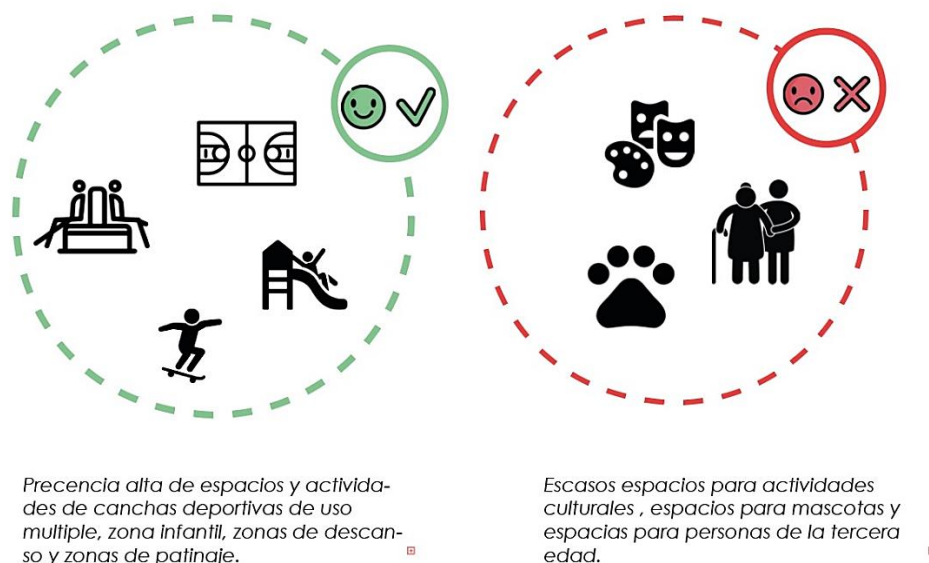 Precencia alta de espacios y activida-
des de canchas deportivas de uso
multiple, zona infantil, zonas de descan-
so y zonas de patinaje.
Escasos espacios para actividades
culturales , espacios para mascotas y
espacias para personas de la tercera
edad.